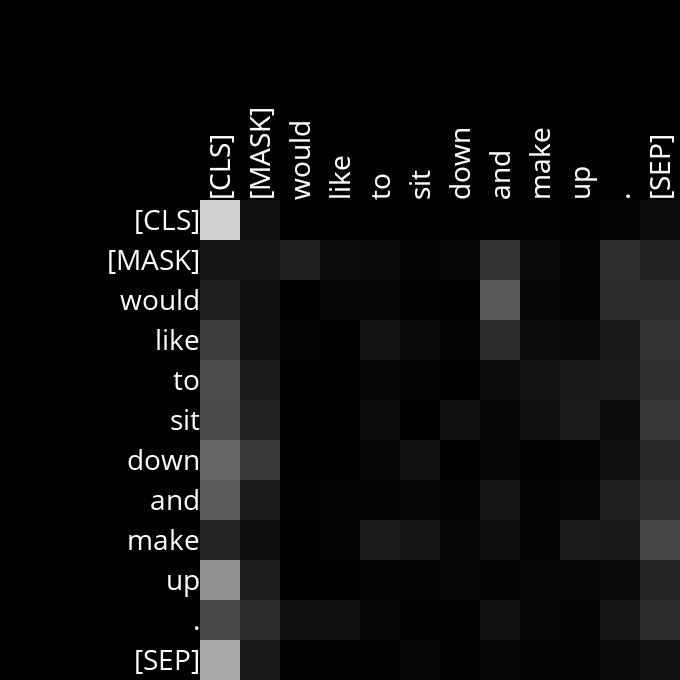 [CLS] [MASK] would like to sit down and make up . [SEP]
[CLS]
[MASK]
would
like
to
sit
down
and
make
up
.
[SEP]